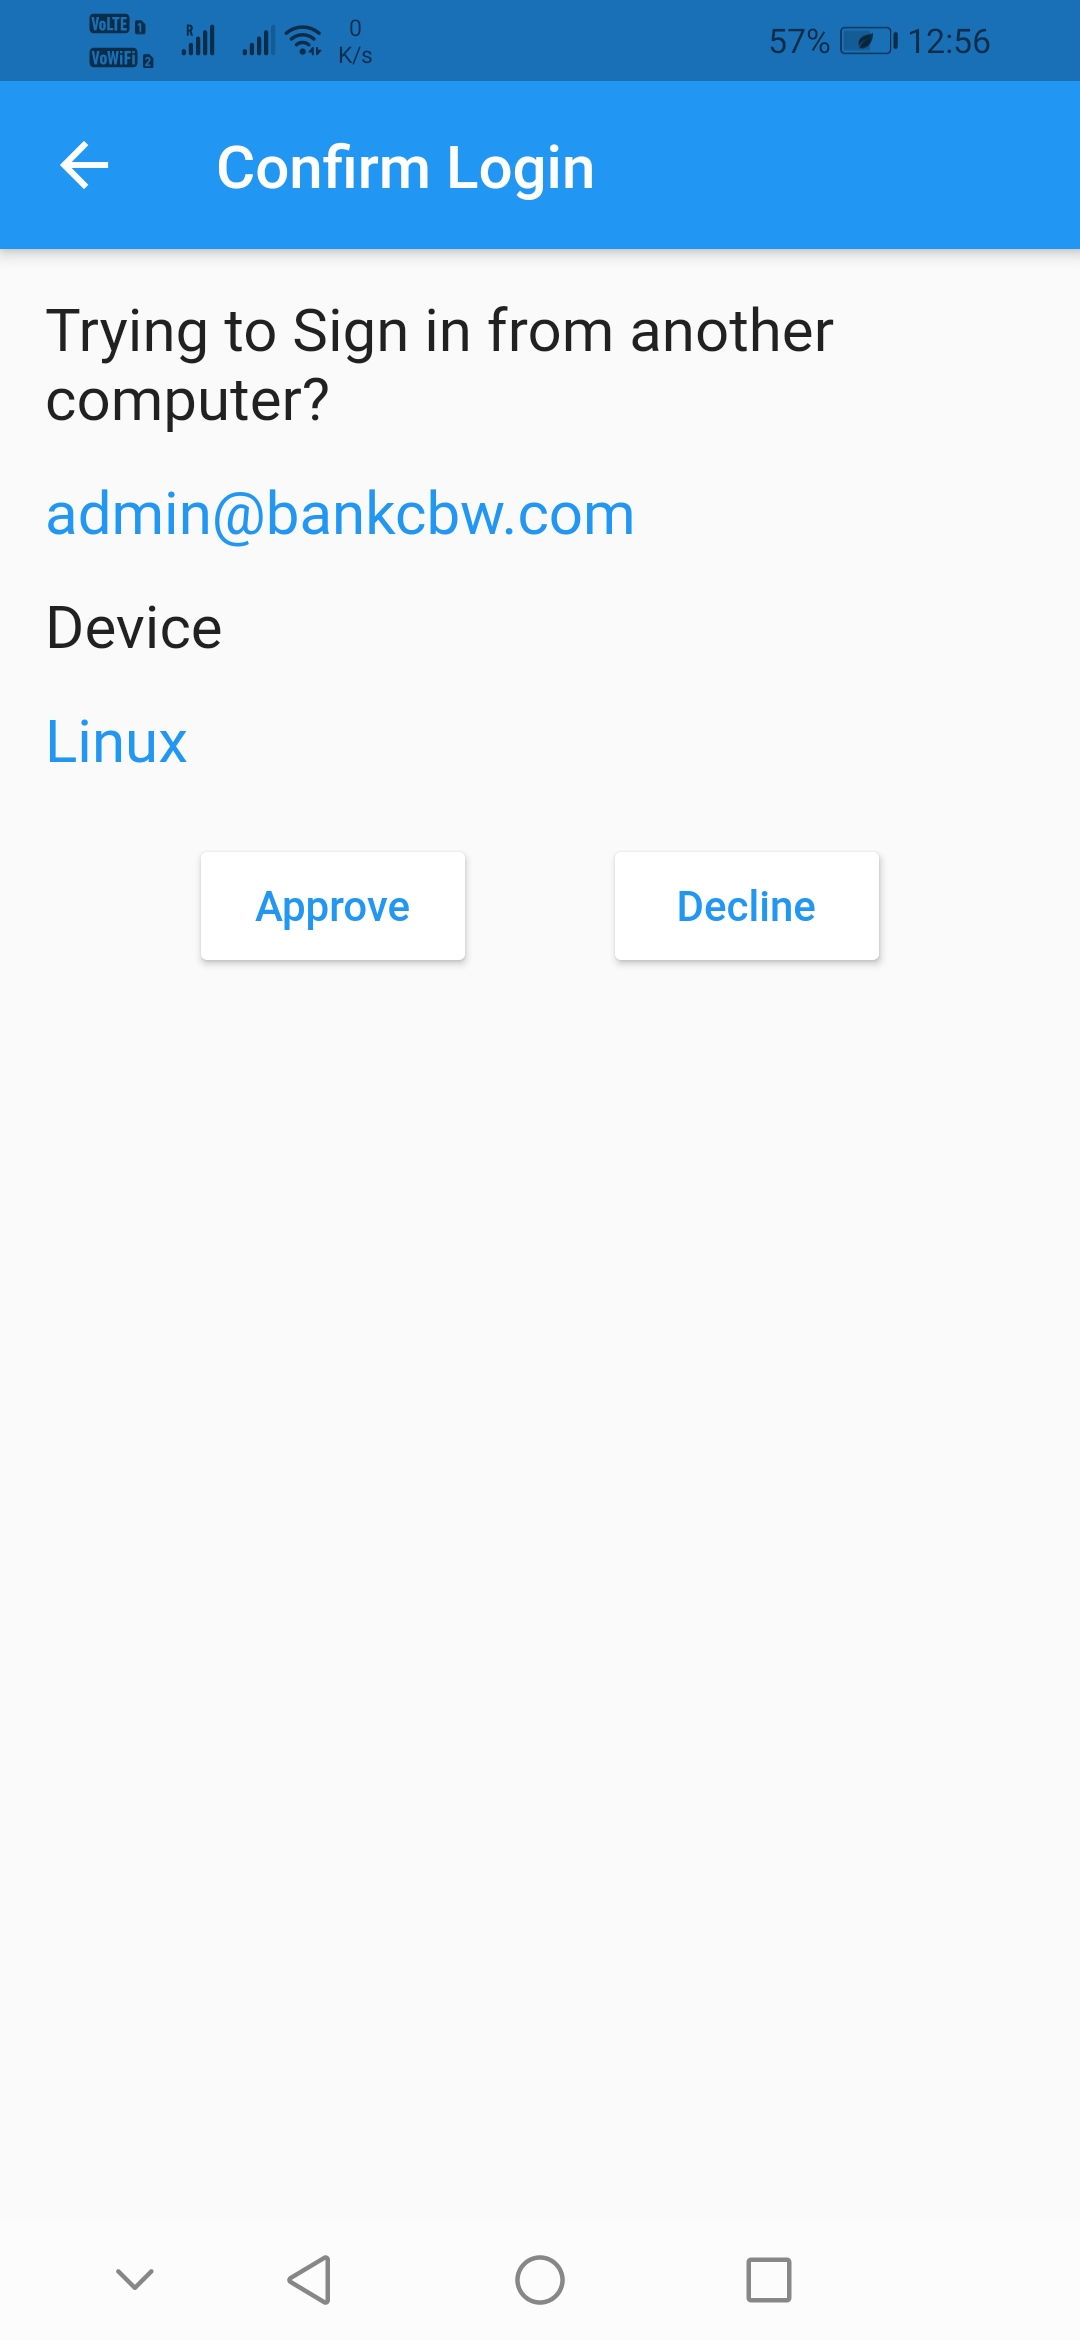 VoLTE 1
VoWiFi 2
R
0
K/s
57%
12:56
Confirm Login
Trying to Sign in from another
computer?
admin@bankcbw.com
Device
Linux
Approve
Decline